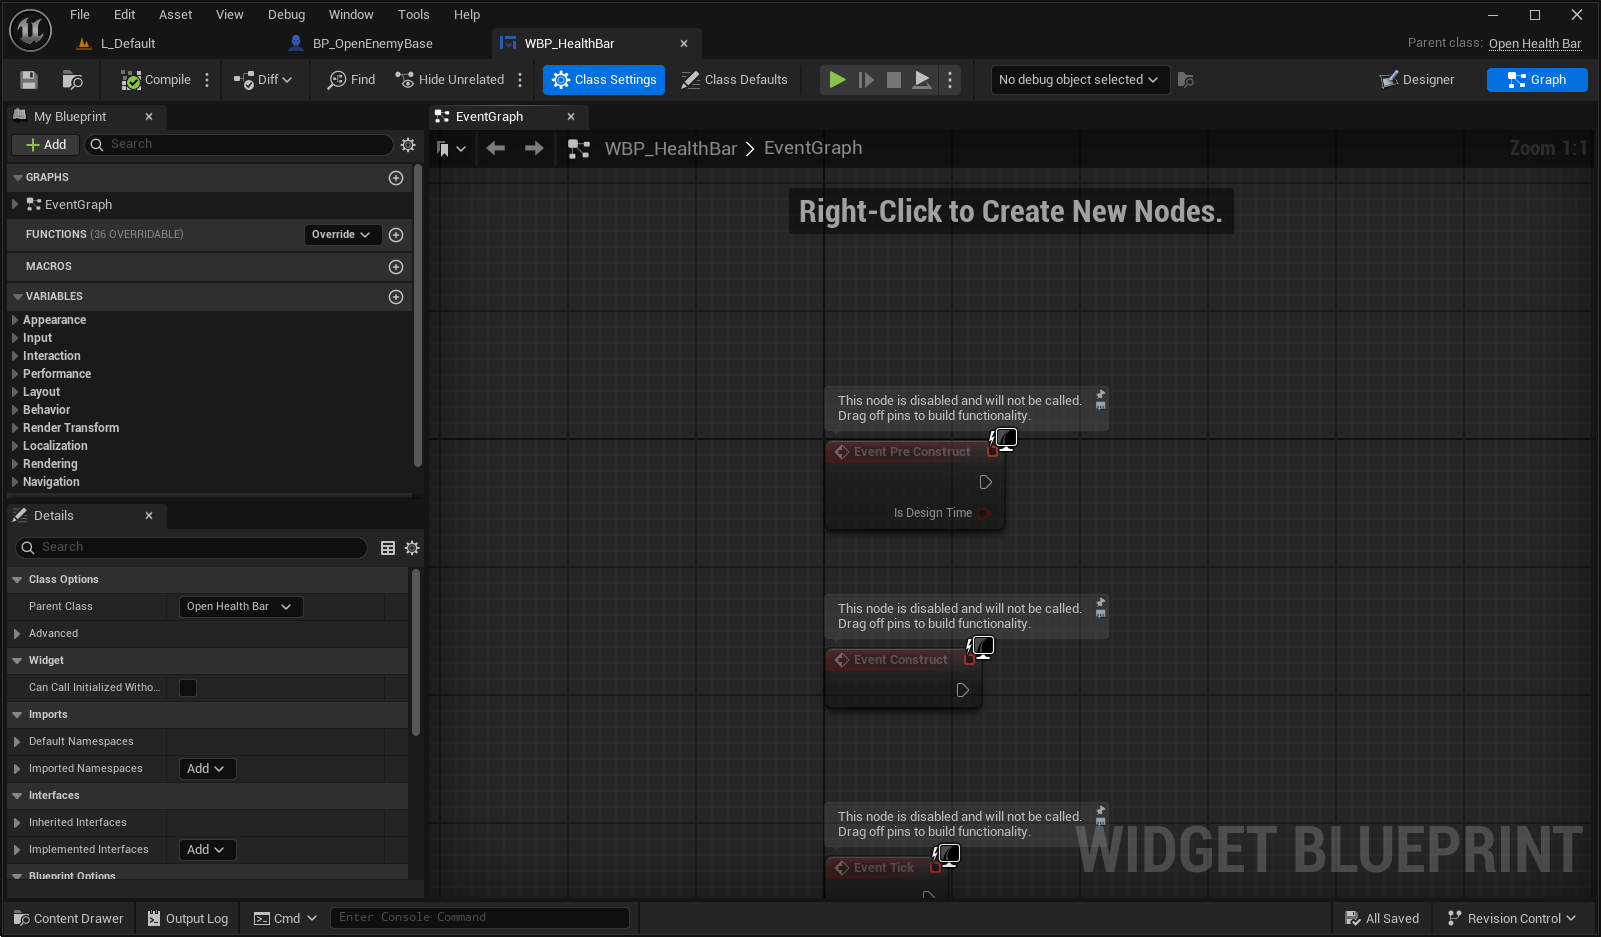 File Edit Asset View Debug Window Tools Help
L_Default BP_OpenEnemyBase WBP_HealthBar
Parent class: Open Health Bar
Compile Diff Find Hide Unrelated Class Settings Class Defaults No debug object selected Designer Graph
My Blueprint
EventGraph
Add Search
WBP_HealthBar > EventGraph
Zoom 1:1
GRAPHS
EventGraph
FUNCTIONS (36 OVERRIDABLE) Override
MACROS
VARIABLES
Appearance
Input
Interaction
Performance
Layout
Behavior
Render Transform
Localization
Rendering
Navigation
Details
Search
Class Options
Parent Class Open Health Bar
Advanced
Widget
Can Call Initialized Witho...
Imports
Default Namespaces
Imported Namespaces Add
Interfaces
Inherited Interfaces
Implemented Interfaces Add
Blueprint Options
Right-Click to Create New Nodes.
This node is disabled and will not be called.
Drag off pins to build functionality.
Event Pre Construct
Is Design Time
This node is disabled and will not be called.
Drag off pins to build functionality.
Event Construct
This node is disabled and will not be called.
Drag off pins to build functionality.
Event Tick
WIDGET BLUEPRINT
Content Drawer Output Log Cmd Enter Console Command All Saved Revision Control